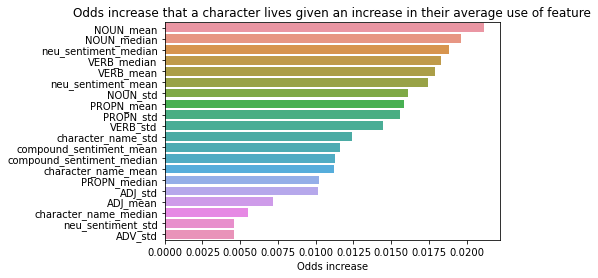 Odds increase that a character lives given an increase in their average use of feature
NOUN_mean
NOUN_median
neu_sentiment_median
VERB_median
VERB_mean
neu_sentiment_mean
NOUN_std
PROPN_mean
PROPN_std
VERB_std
character_name_std
compound_sentiment_mean
compound_sentiment_median
character_name_mean
PROPN_median
ADJ_std
ADJ_mean
character_name_median
neu_sentiment_std
ADV_std
0.0000 0.0025 0.0050 0.0075 0.0100 0.0125 0.0150 0.0175 0.0200
Odds increase